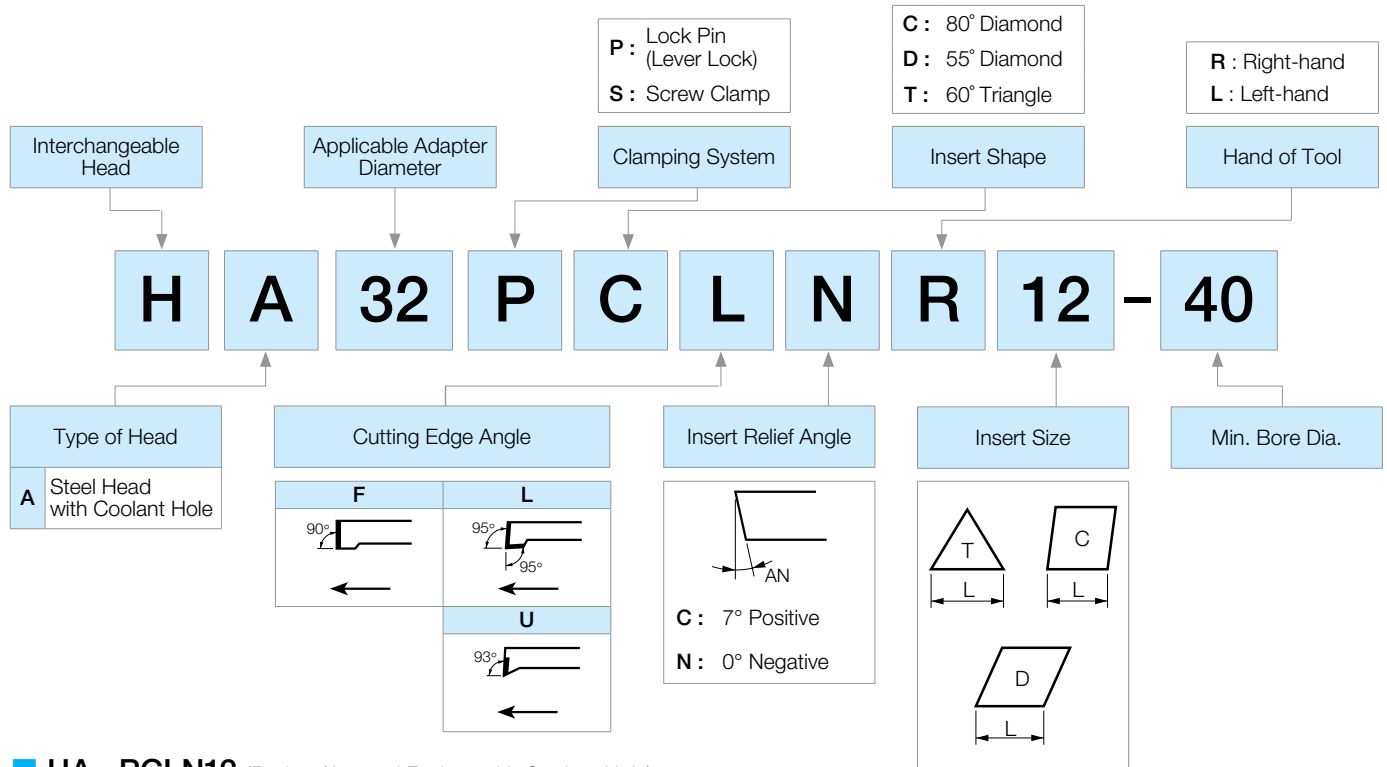 P : Lock Pin
(Lever Lock)
S : Screw Clamp
C : 80° Diamond
D : 55° Diamond
T : 60° Triangle
R : Right-hand
L : Left-hand
Interchangeable
Head
Applicable Adapter
Diameter
Clamping System
Insert Shape
Hand of Tool
H A 32 P C L N R 12 – 40
Type of Head
A Steel Head
with Coolant Hole
Cutting Edge Angle
F
90°
L
95°
95°
U
93°
Insert Relief Angle
AN
C : 7° Positive
N : 0° Negative
Insert Size
T
L
C
L
D
L
Min. Bore Dia.